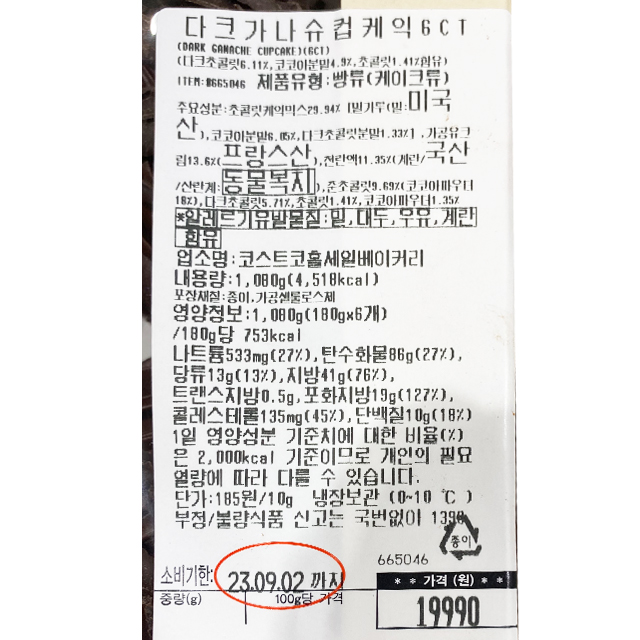 다크가나슈컵케익6CT
(DARK GANACHE CUPCAKE)(6CT)
(다크초콜릿6.11%,코코아분말4.9%,초콜릿1.41%함유)
ITEM:#665046 제품유형:빵류(케이크류)
주요성분:초콜릿케익믹스29.94% [밀가루(밀:미국
산),코코아분말6.05%,다크초콜릿분말1.33%],가공유크
림13.6%(프랑스산),전란액11.35%(계란/국산
/산란계:동물복지),준초콜릿9.69%(코코아파우더
18%),다크초콜릿5.71%,초콜릿1.41%,코코아파우더1.35%
*알레르기유발물질:밀,대두,우유,계란
함유
업소명:코스트코홀세일베이커리
내용량:1,080g(4,518kcal)
포장재질:종이,가공셀룰로스제
영양정보:1,080g(180gx6개)
/180g당 753kcal
나트륨533mg(27%),탄수화물86g(27%),
당류13g(13%),지방41g(76%),
트랜스지방0.5g,포화지방19g(127%),
콜레스테롤135mg(45%),단백질10g(18%)
1일 영양성분 기준치에 대한 비율(%)
은 2,000kcal 기준이므로 개인의 필요
열량에 따라 다를 수 있습니다.
단가:185원/10g 냉장보관 (0~10 ℃ )
부정/불량식품 신고는 국번없이 1399
종이
665046
소비기한: 23.09.02 까지
중량(g) 100g당 가격
* * 가격 (원) * *
19990